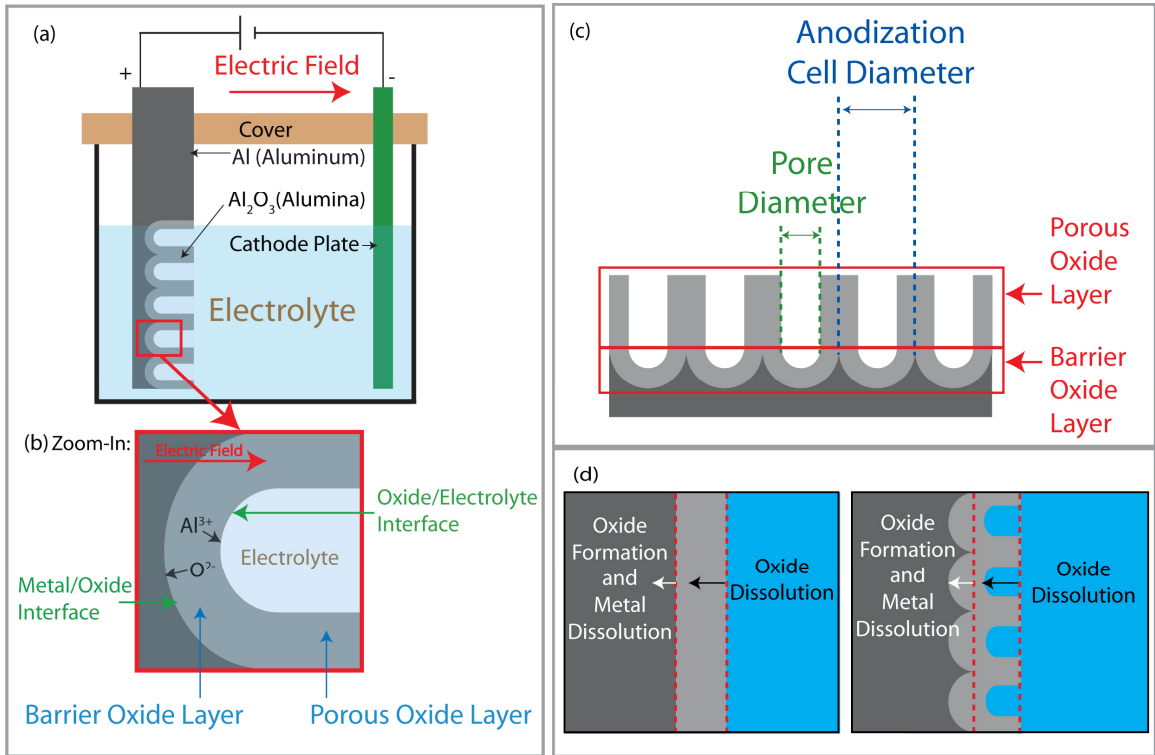 (a)
+
-
Electric Field
Cover
Al (Aluminum)
Al₂O₃(Alumina)
Cathode Plate
Electrolyte
(b) Zoom-In:
Electric Field
Al³⁺
O²⁻
Electrolyte
Oxide/Electrolyte
Interface
Metal/Oxide
Interface
Barrier Oxide Layer
Porous Oxide Layer
(c)
Anodization
Cell Diameter
Pore
Diameter
Porous
Oxide
Layer
Barrier
Oxide
Layer
(d)
Oxide
Formation
and
Metal
Dissolution
Oxide
Dissolution
Oxide
Formation
and
Metal
Dissolution
Oxide
Dissolution